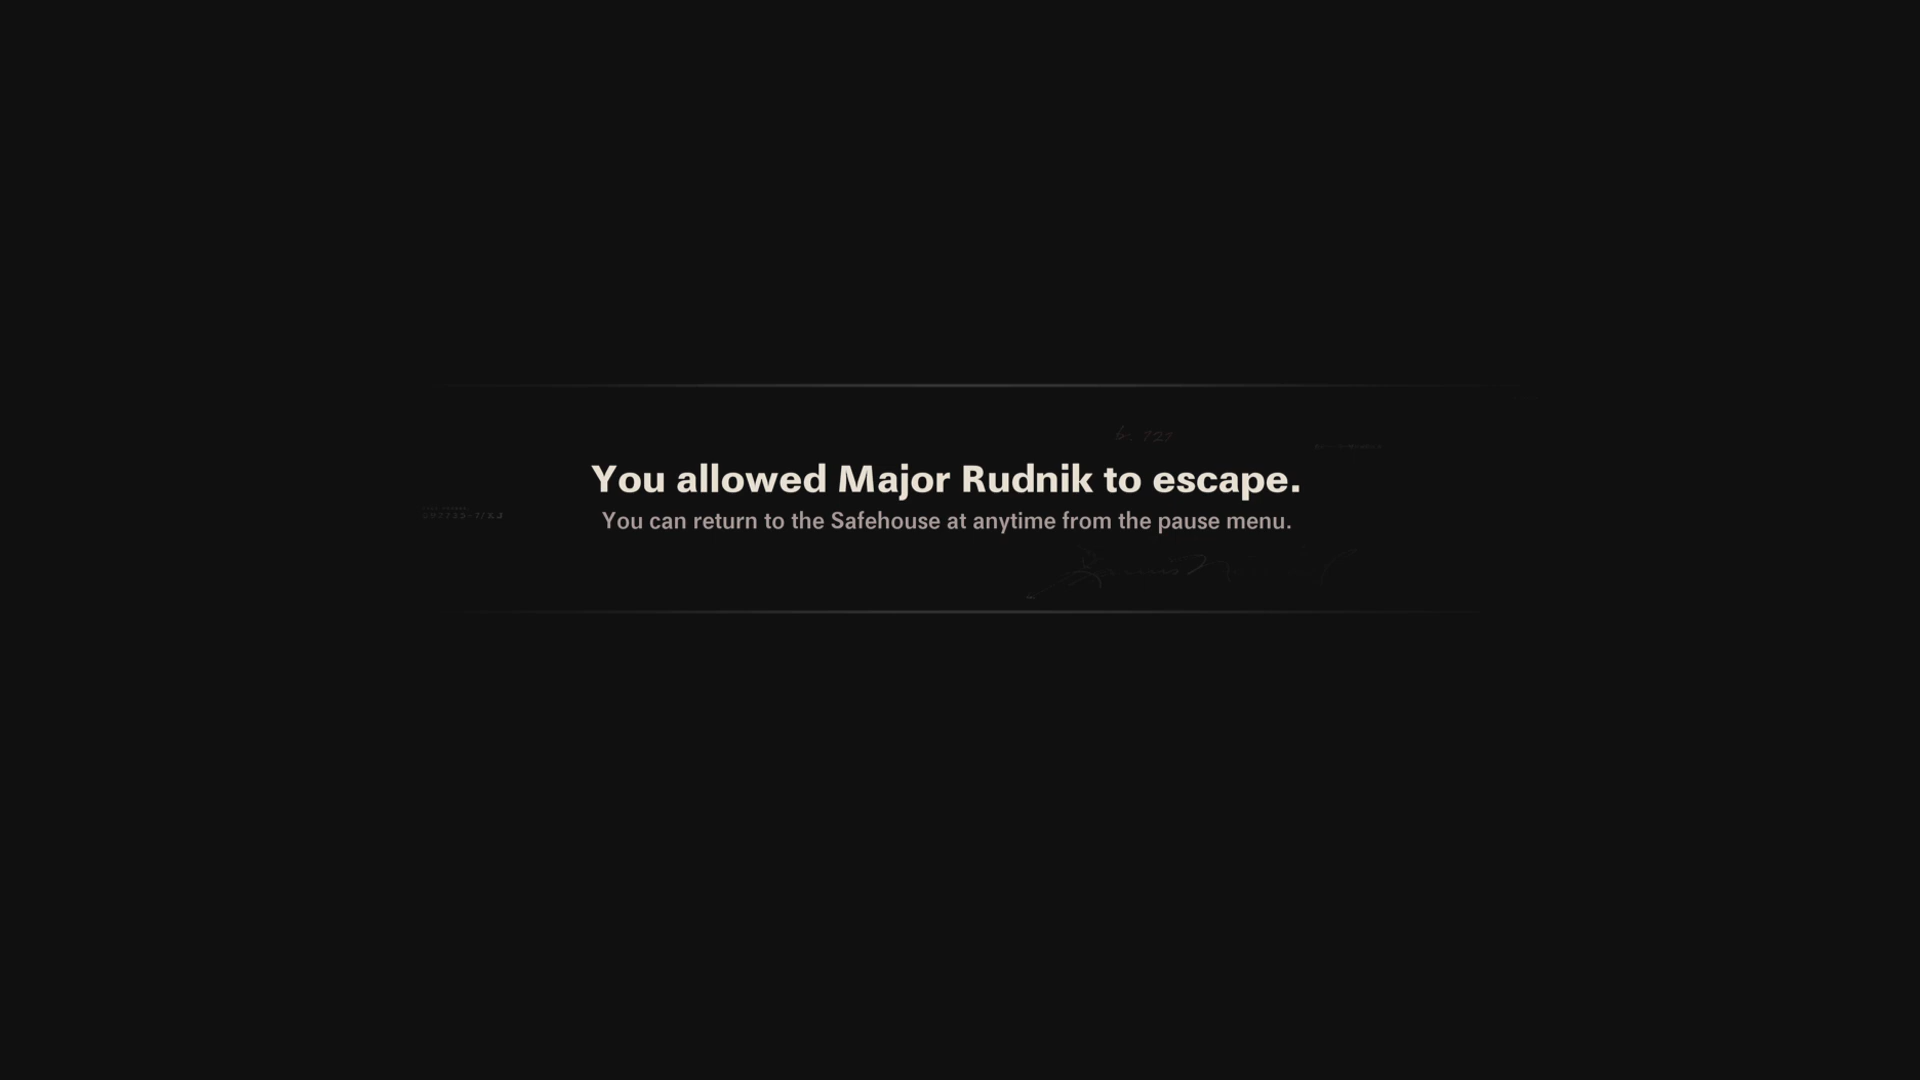 You allowed Major Rudnik to escape.
You can return to the Safehouse at anytime from the pause menu.